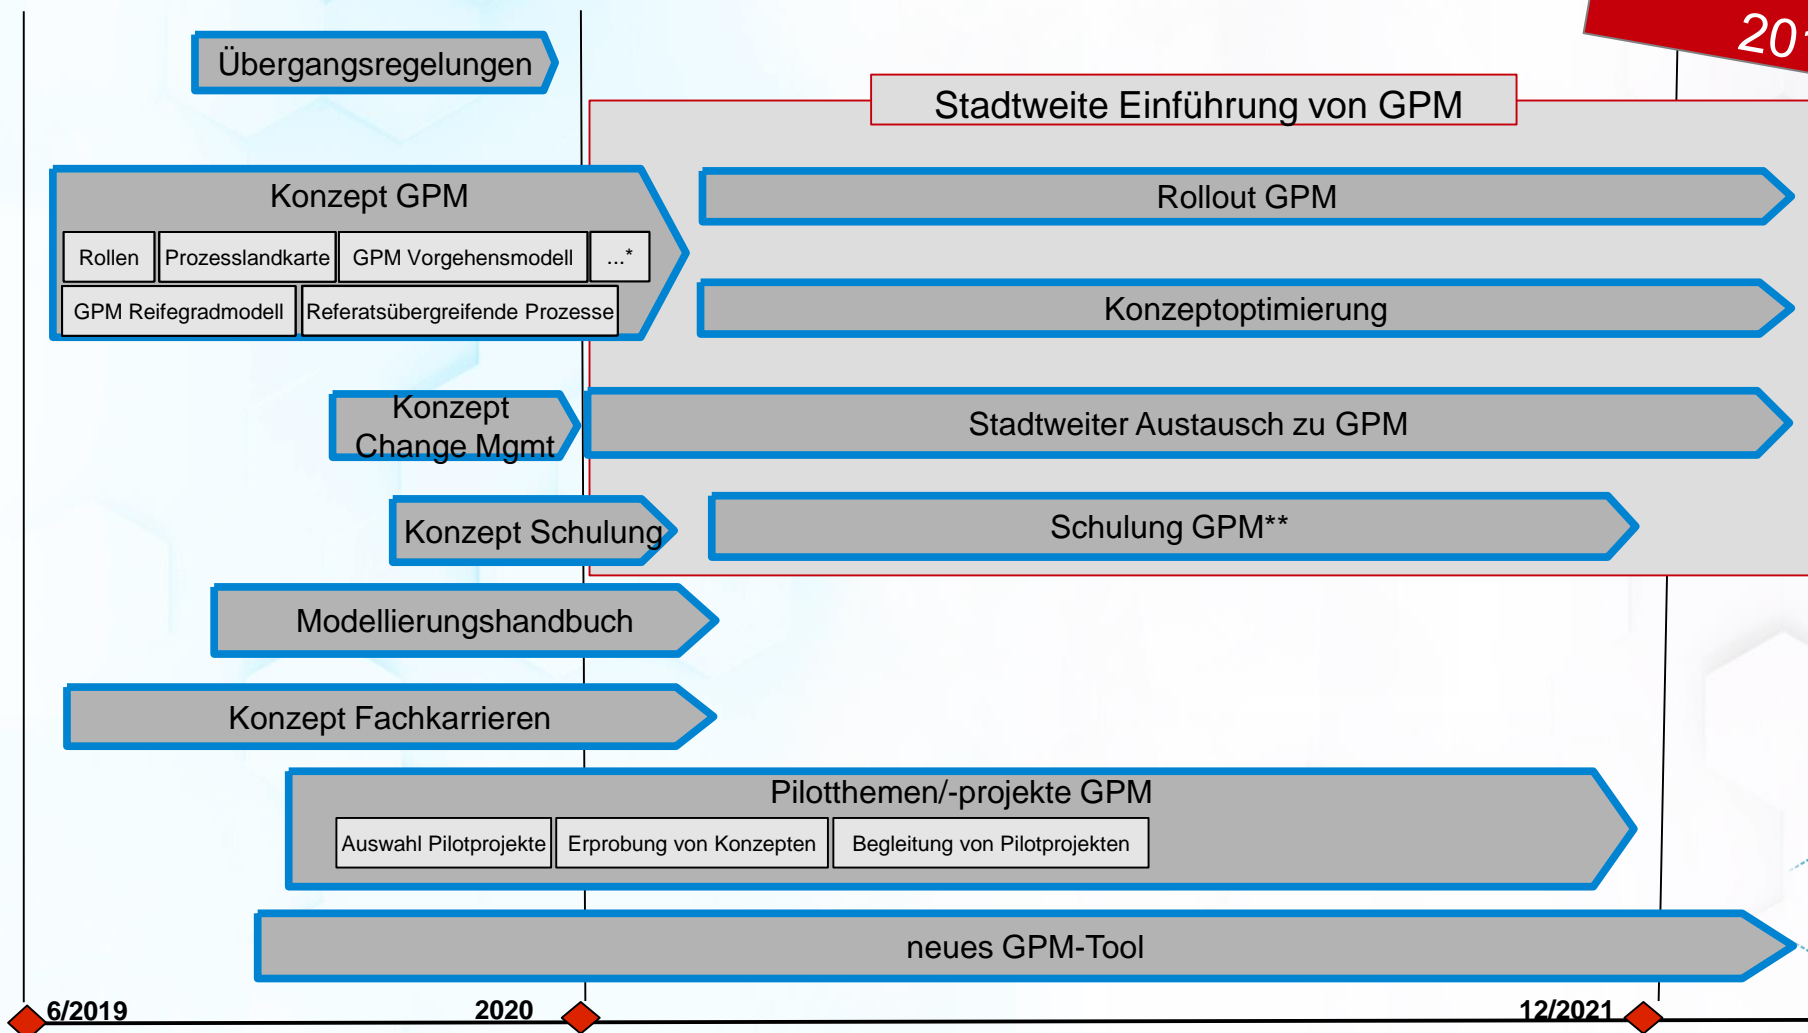 20
Übergangsregelungen
Stadtweite Einführung von GPM
Konzept GPM
Rollout GPM
Rollen
Prozesslandkarte
GPM Vorgehensmodell
...*
GPM Reifegradmodell
Referatsübergreifende Prozesse
Konzeptoptimierung
Konzept
Change Mgmt
Stadtweiter Austausch zu GPM
Konzept Schulung
Schulung GPM**
Modellierungshandbuch
Konzept Fachkarrieren
Pilotthemen/-projekte GPM
Auswahl Pilotprojekte
Erprobung von Konzepten
Begleitung von Pilotprojekten
neues GPM-Tool
6/2019
2020
12/2021